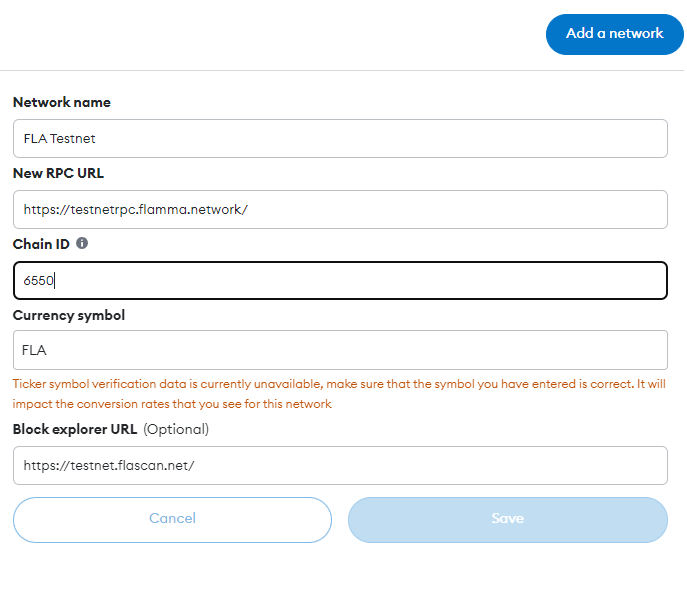 Add a network
Network name
FLA Testnet
New RPC URL
https://testnetrpc.flamma.network/
Chain ID
6550
Currency symbol
FLA
Ticker symbol verification data is currently unavailable, make sure that the symbol you have entered is correct. It will
impact the conversion rates that you see for this network
Block explorer URL (Optional)
https://testnet.flascan.net/
Cancel Save